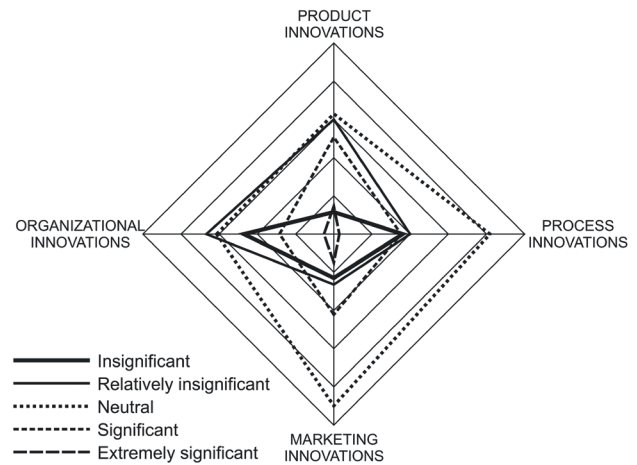 PRODUCT
INNOVATIONS
ORGANIZATIONAL
INNOVATIONS
PROCESS
INNOVATIONS
Insignificant
Relatively insignificant
Neutral
Significant
Extremely significant
MARKETING
INNOVATIONS